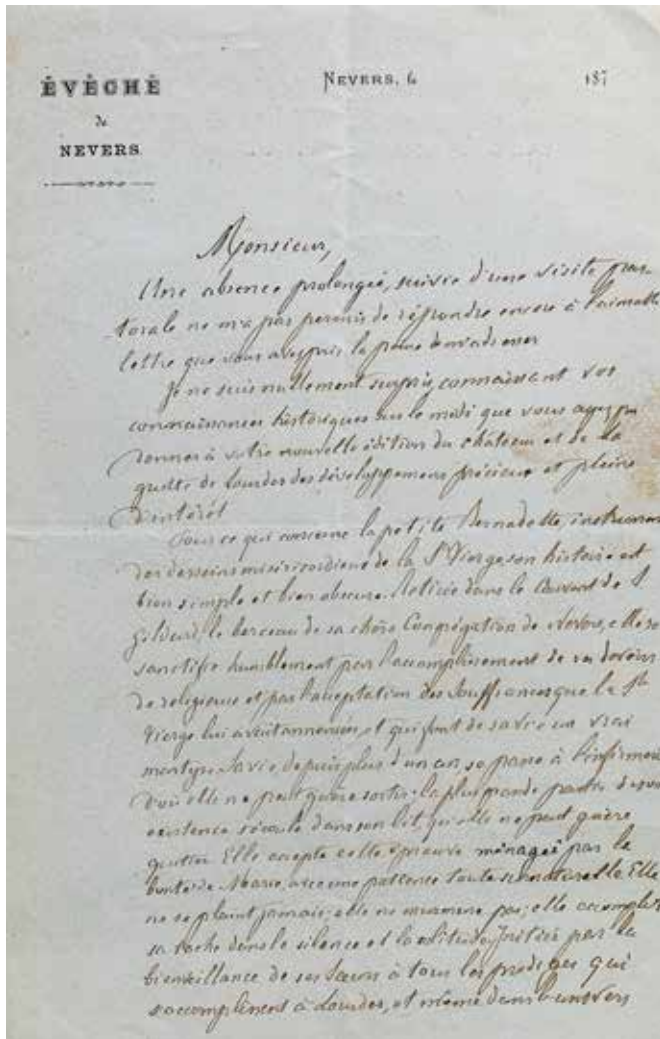 ÉVÊCHÉ
de
NEVERS.
NEVERS, le 187
Monsieur,
Une absence prolongée, suivie d'une visite pas-
torale ne m'a pas permis de répondre encore à l'aimable
lettre que vous avez pris la peine de m'adresser
Je ne suis nullement surpris, connaissant vos
connaissances historiques sur le midi que vous ayez pu
donner à votre nouvelle édition du château et de la
grotte de Lourdes des développemens précieux et pleins
d'intérêt
Pour ce qui concerne la petite Bernadette, instrument
des desseins miséricordieux de la Ste Vierge son histoire est
bien simple et bien obscure. Retirée dans le Couvent de St
Gildard, le berceau de sa chère Congrégation de Nevers, elle se
sanctifie humblement par l'accomplissement de ses devoirs
de religieuse et par l'acceptation des souffrances que la Ste
Vierge lui avait annoncées, et qui font de sa vie un vrai
martyre. Sa vie depuis plus d'un an, se passe à l'infirmerie
d'où elle ne peut guère sortir; la plus grande partie de son
existence s'écoule dans son lit, qu'elle ne peut guère
quitter. Elle accepte cette épreuve ménagée par la
bonté de Marie, avec une patience toute surnaturelle. Elle
ne se plaint jamais; elle ne murmure pas; elle accomplit
sa tâche dans le silence et la solitude, initiée par la
bienveillance de ses Sœurs à tous les prodiges qui
s'accomplissent à Lourdes, et même dans l'univers